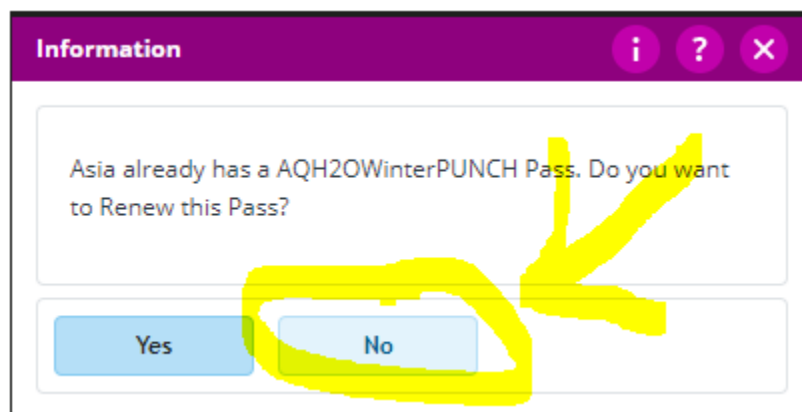 Information i ?
Asia already has a AQH2OWinterPUNCH Pass. Do you want
to Renew this Pass?
Yes No